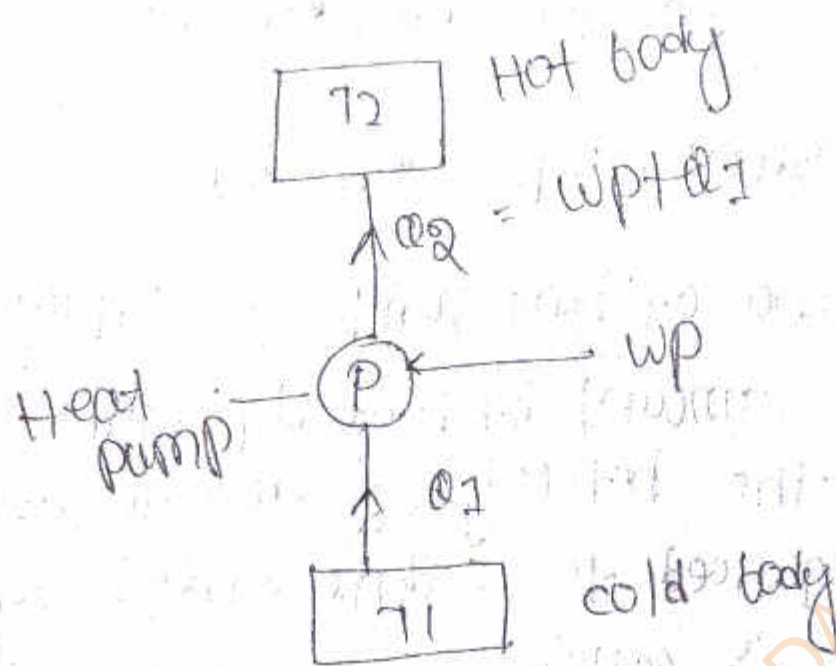 T2
Hot body
Q2 = Wp+Q1
Heat
pump
P
Wp
Q1
T1
cold body